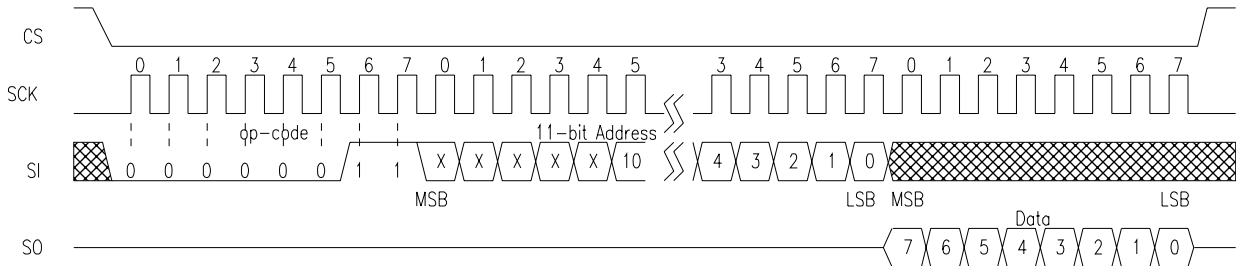 CS
0 1 2 3 4 5 6 7 0 1 2 3 4 5 3 4 5 6 7 0 1 2 3 4 5 6 7
SCK
op-code 11-bit Address
SI 0 0 0 0 0 0 1 1 X X X X X 10 4 3 2 1 0
MSB LSB MSB LSB
Data
SO 7 6 5 4 3 2 1 0